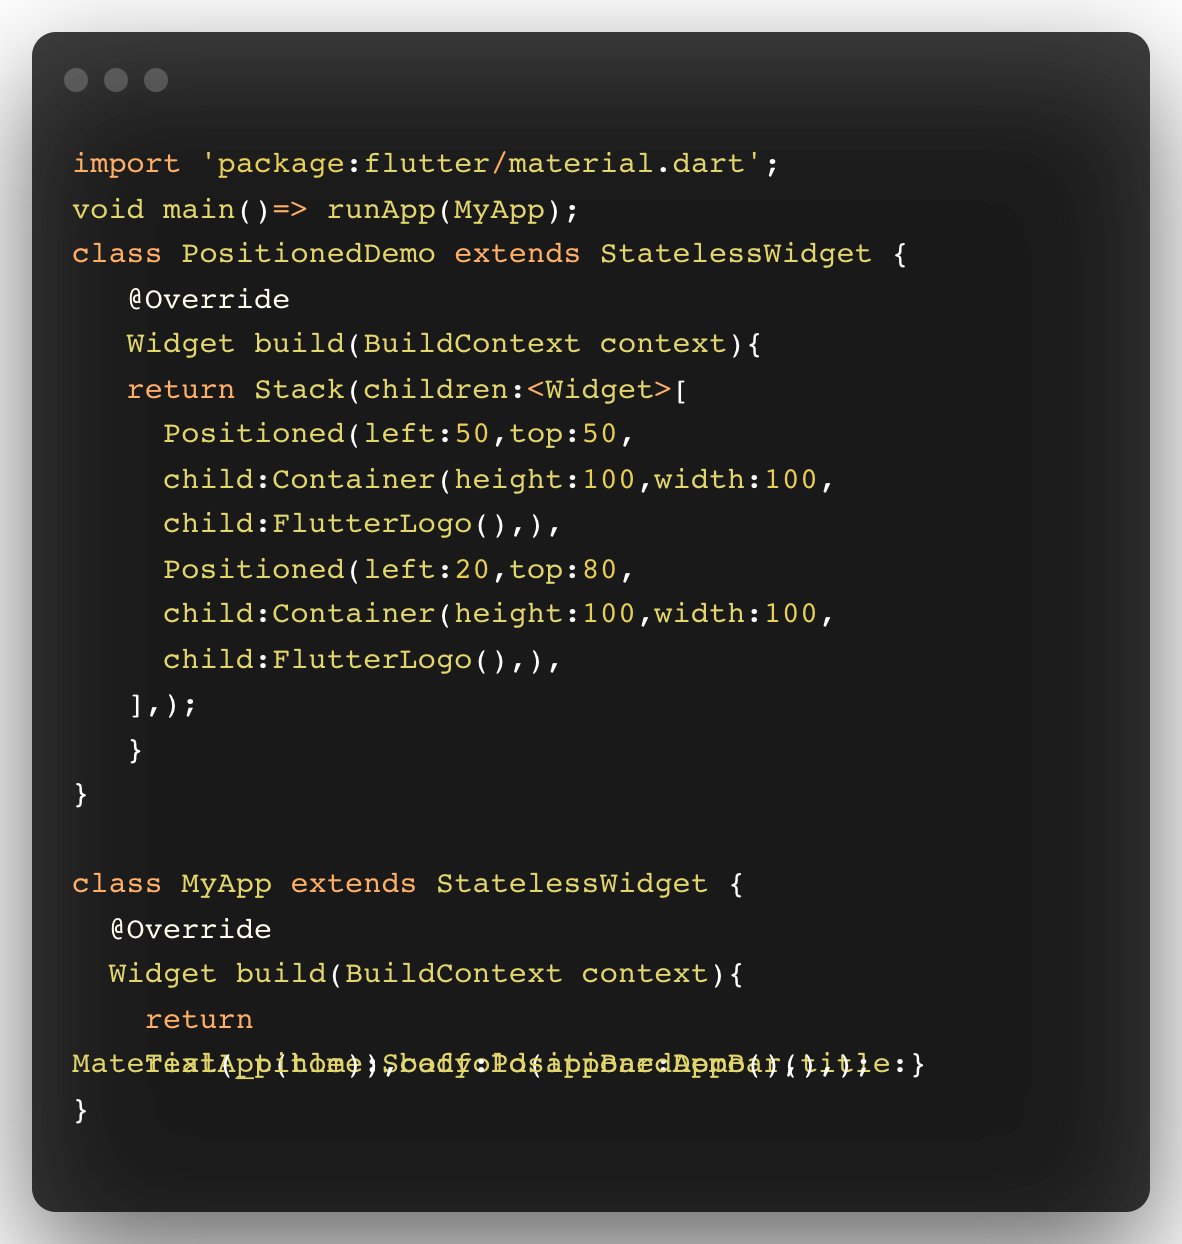 import 'package:flutter/material.dart';
void main()=> runApp(MyApp);
class PositionedDemo extends StatelessWidget {
@Override
Widget build(BuildContext context){
return Stack(children:<Widget>[
Positioned(left:50,top:50,
child:Container(height:100,width:100,
child:FlutterLogo(),),
Positioned(left:20,top:80,
child:Container(height:100,width:100,
child:FlutterLogo(),),
],);
}
}
class MyApp extends StatelessWidget {
@Override
Widget build(BuildContext context){
return
title:}
}